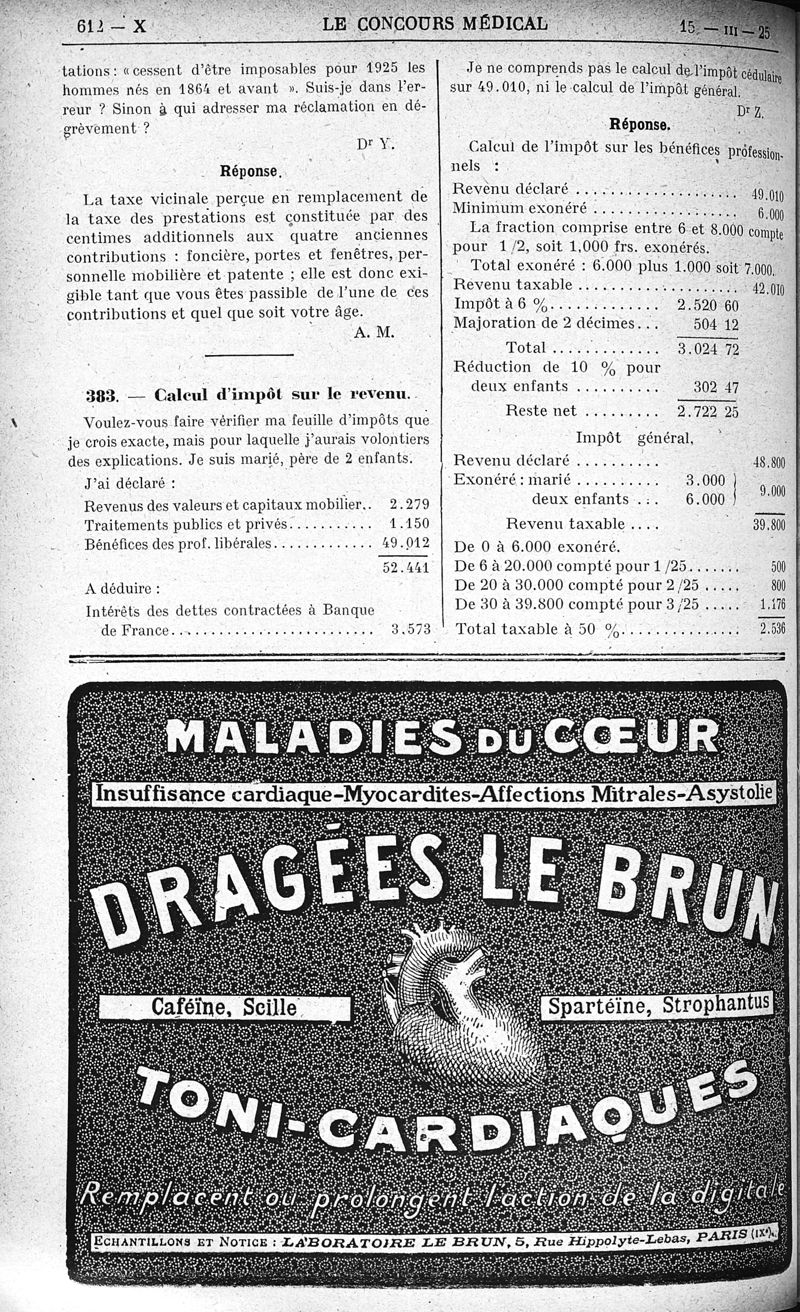 612 — X
LE CONCOURS MÉDICAL
15 — III — 25
tations : « cessent d'être imposables pour 1925 les
hommes nés en 1864 et avant ». Suis-je dans l'er-
reur ? Sinon à qui adresser ma réclamation en dé-
grèvement ?
Dr Y.
Réponse.
La taxe vicinale perçue en remplacement de
la taxe des prestations est constituée par des
centimes additionnels aux quatre anciennes
contributions : foncière, portes et fenêtres, per-
sonnelle mobilière et patente ; elle est donc exi-
gible tant que vous êtes passible de l'une de ces
contributions et quel que soit votre âge.
A. M.
383. — Calcul d'impôt sur le revenu.
Voulez-vous faire vérifier ma feuille d'impôts que
je crois exacte, mais pour laquelle j'aurais volontiers
des explications. Je suis marié, père de 2 enfants.
J'ai déclaré :
Revenus des valeurs et capitaux mobilier.. 2.279
Traitements publics et privés........... 1.150
Bénéfices des prof. libérales............. 49.012
52.441
A déduire :
Intérêts des dettes contractées à Banque
de France......................... 3.573
Je ne comprends pas le calcul de l'impôt cédulaire
sur 49.010, ni le calcul de l'impôt général.
Dr Z.
Réponse.
Calcul de l'impôt sur les bénéfices profession-
nels :
Revenu déclaré .................... 49.010
Minimum exonéré .................. 6.000
La fraction comprise entre 6 et 8.000 compte
pour 1/2, soit 1,000 frs. exonérés.
Total exonéré : 6.000 plus 1.000 soit 7.000.
Revenu taxable .................... 42.010
Impôt à 6 %............. 2.520 60
Majoration de 2 décimes... 504 12
Total ............. 3.024 72
Réduction de 10 % pour
deux enfants .......... 302 47
Reste net ......... 2.722 25
Impôt général.
Revenu déclaré .......... 48.800
Exonéré : marié .......... 3.000 } 9.000
deux enfants ... 6.000 }
Revenu taxable .... 39.800
De 0 à 6.000 exonéré.
De 6 à 20.000 compté pour 1/25....... 500
De 20 à 30.000 compté pour 2/25 ..... 800
De 30 à 39.800 compté pour 3/25 ..... 1.176
Total taxable à 50 %............... 2.536
MALADIES DU CŒUR
Insuffisance cardiaque-Myocardites-Affections Mitrales-Asystolie
DRAGÉES LE BRUN
Caféïne, Scille
Spartéïne, Strophantus
TONI-CARDIAQUES
Remplacent ou prolongent l'action de la digitale
ECHANTILLONS ET NOTICE : LABORATOIRE LE BRUN, 5, Rue Hippolyte-Lebas, PARIS (IXe).